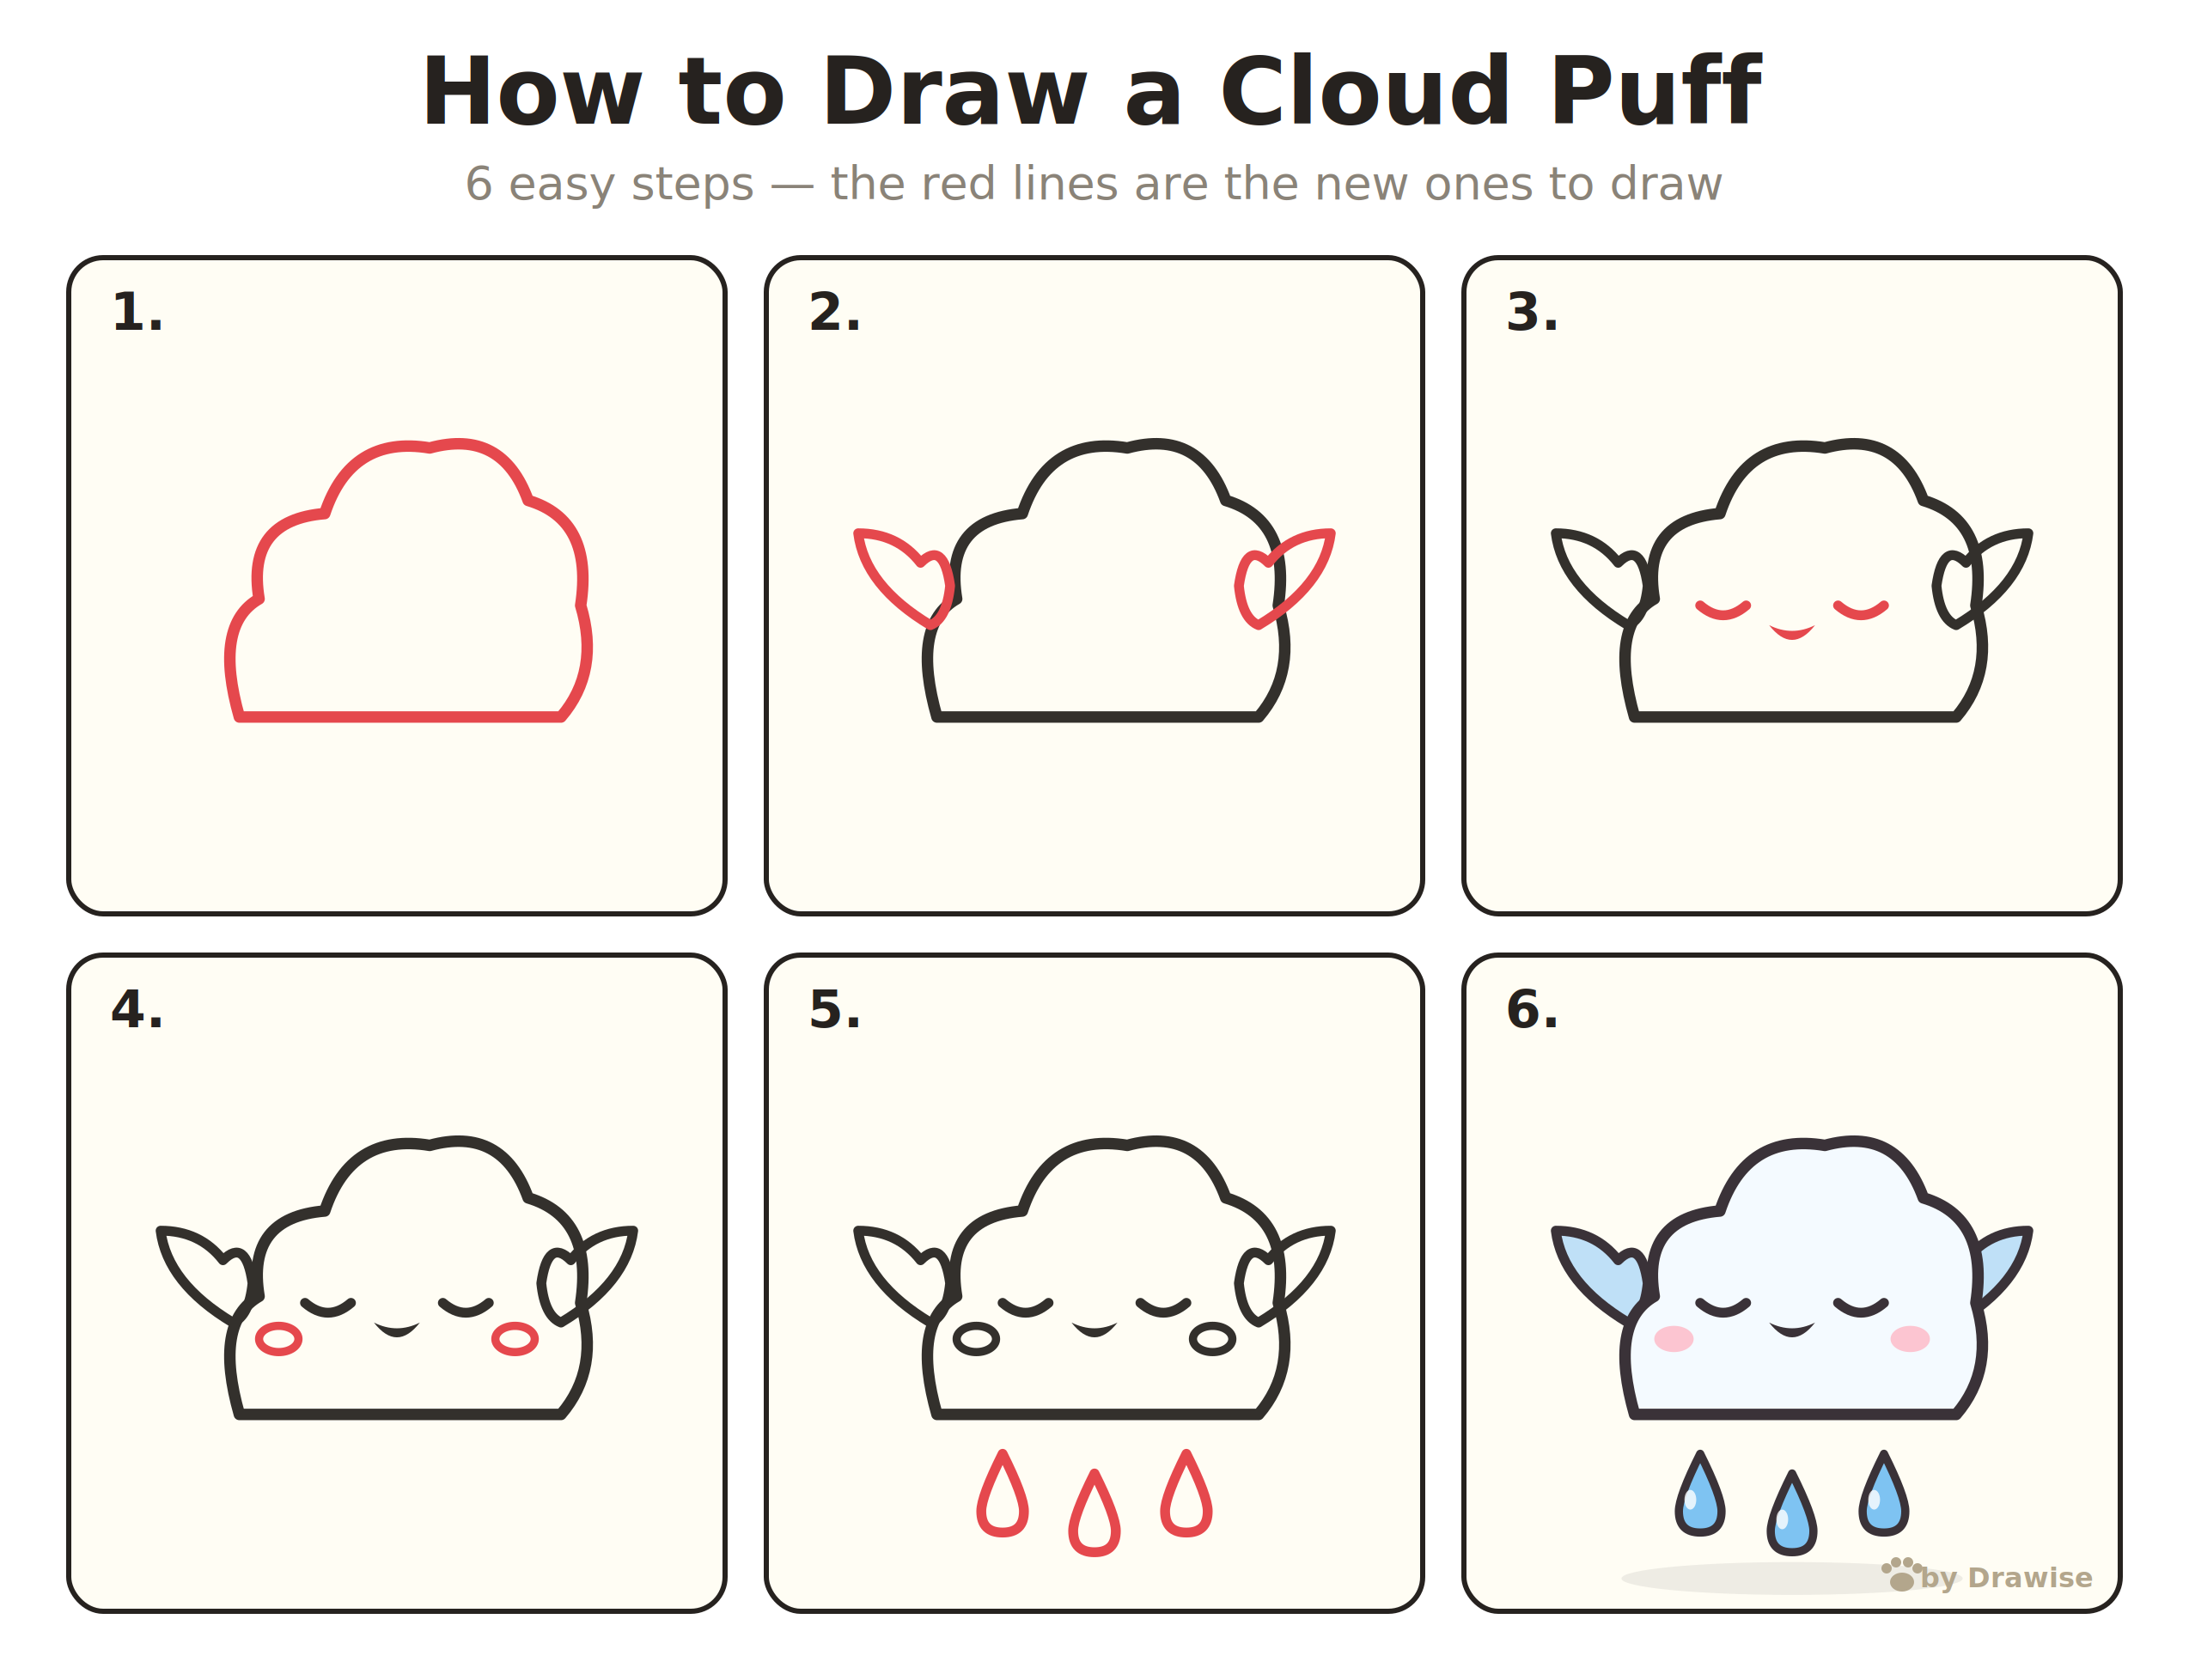 How to Draw a Cloud Puff
6 easy steps — the red lines are the new ones to draw
1.
2.
3.
4.
5.
6.
by Drawise